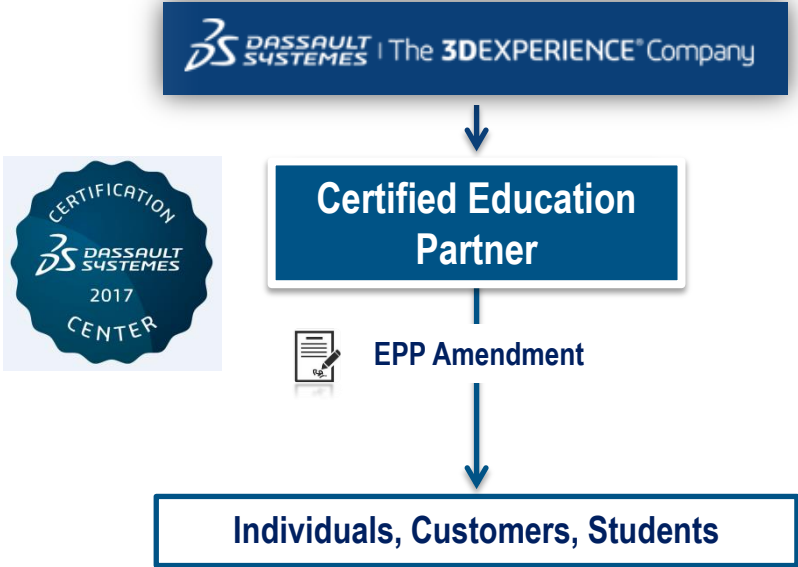 DASSAULT SYSTEMES | The 3DEXPERIENCE® Company
Certified Education
Partner
CERTIFICATION
DASSAULT
SYSTEMES
2017
CENTER
EPP Amendment
Individuals, Customers, Students